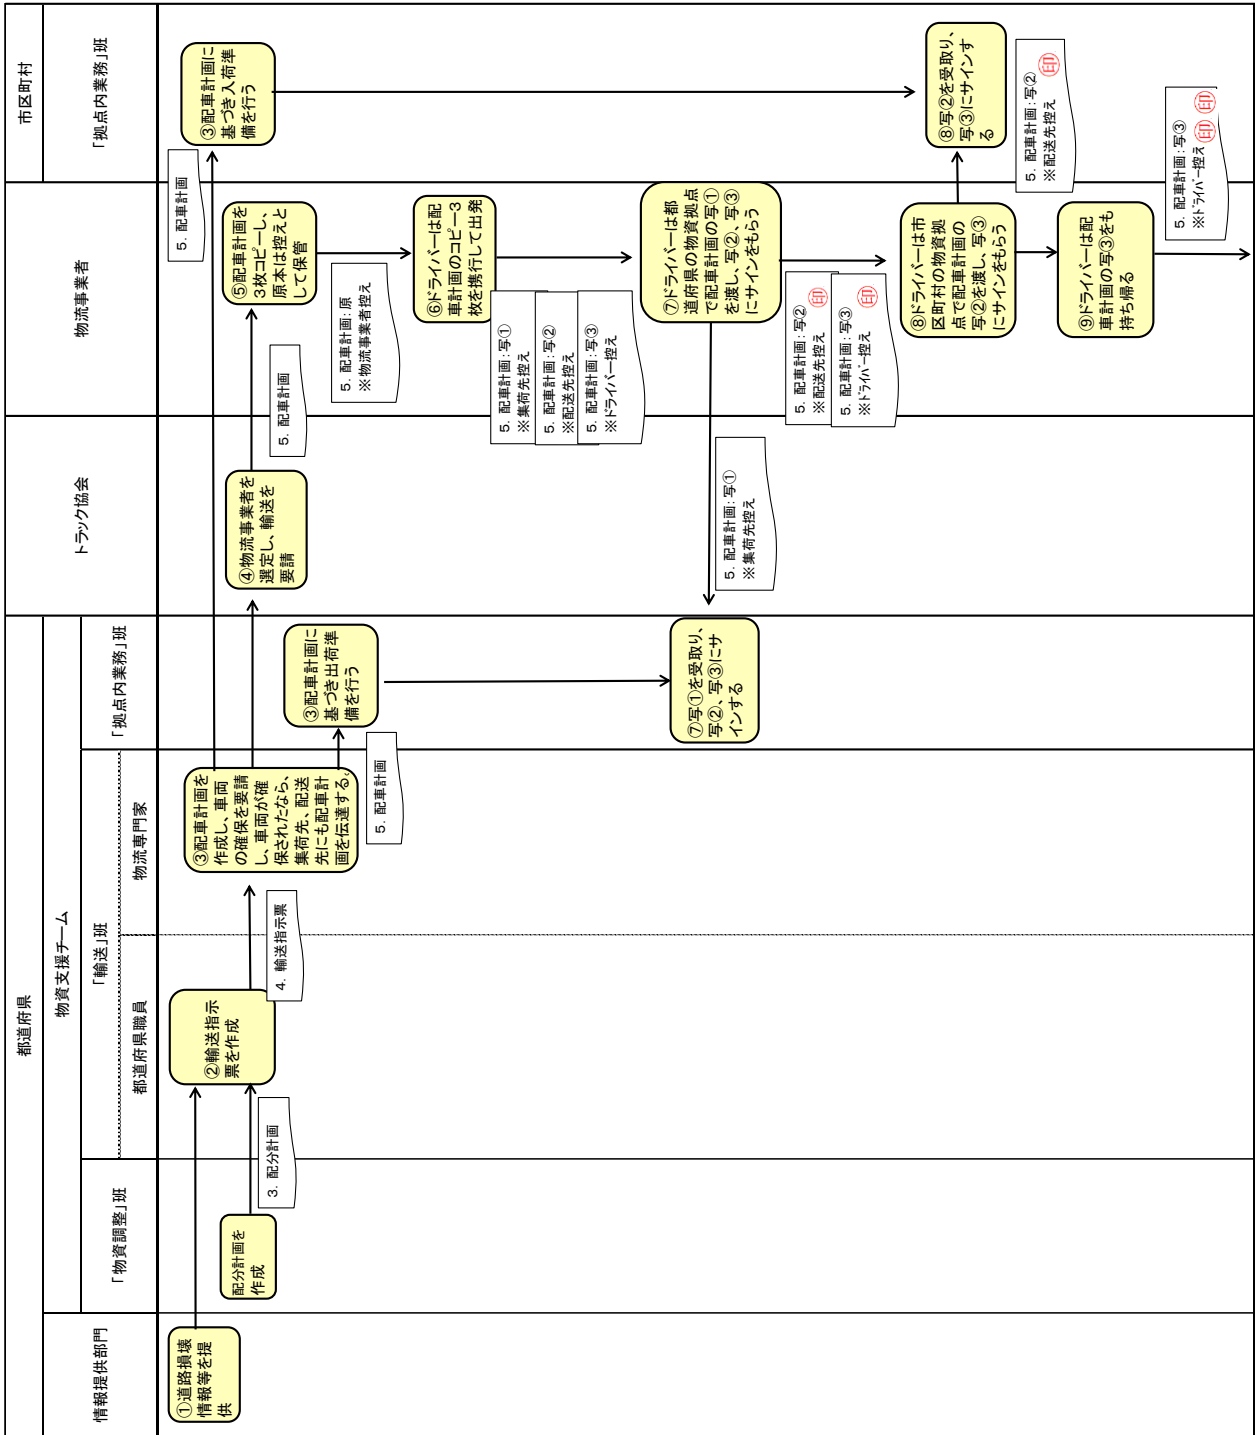 都道府県
物資支援チーム
情報提供部門
「物資調整」班
「輸送」班
都道府県職員
物流専門家
「拠点内業務」班
トラック協会
物流事業者
市区町村
「拠点内業務」班
①道路損壊
情報等を提
供
配分計画を
作成
3. 配分計画
②輸送指示
票を作成
4. 輸送指示票
③配車計画を
作成し、車両
の確保を要請
し、車両が確
保されたなら、
集荷先、配送
先にも配車計
画を伝達する。
5. 配車計画
③配車計画に
基づき出荷準
備を行う
5. 配車計画
③配車計画に
基づき入荷準
備を行う
④物流事業者を
選定し、輸送を
要請
5. 配車計画
⑤配車計画を
3枚コピーし、
原本は控えと
して保管
5. 配車計画:原
※物流事業者控え
⑥ドライバーは配
車計画のコピー3
枚を携行して出発
5. 配車計画:写①
※集荷先控え
5. 配車計画:写②
※配送先控え
5. 配車計画:写③
※ドライバー控え
⑦ドライバーは都
道府県の物資拠点
で配車計画の写①
を渡し、写②、写③
にサインをもらう
5. 配車計画:写①
※集荷先控え
⑦写①を受取り、
写②、写③にサ
インする
5. 配車計画:写②
※配送先控え
印
5. 配車計画:写③
※ドライバー控え
印
⑧ドライバーは市
区町村の物資拠
点で配車計画の
写②を渡し、写③
にサインをもらう
⑧写②を受取り、
写③にサインす
る
5. 配車計画:写②
※配送先控え
印
⑨ドライバーは配
車計画の写③をも
ち帰る
5. 配車計画:写③
※ドライバー控え
印 印